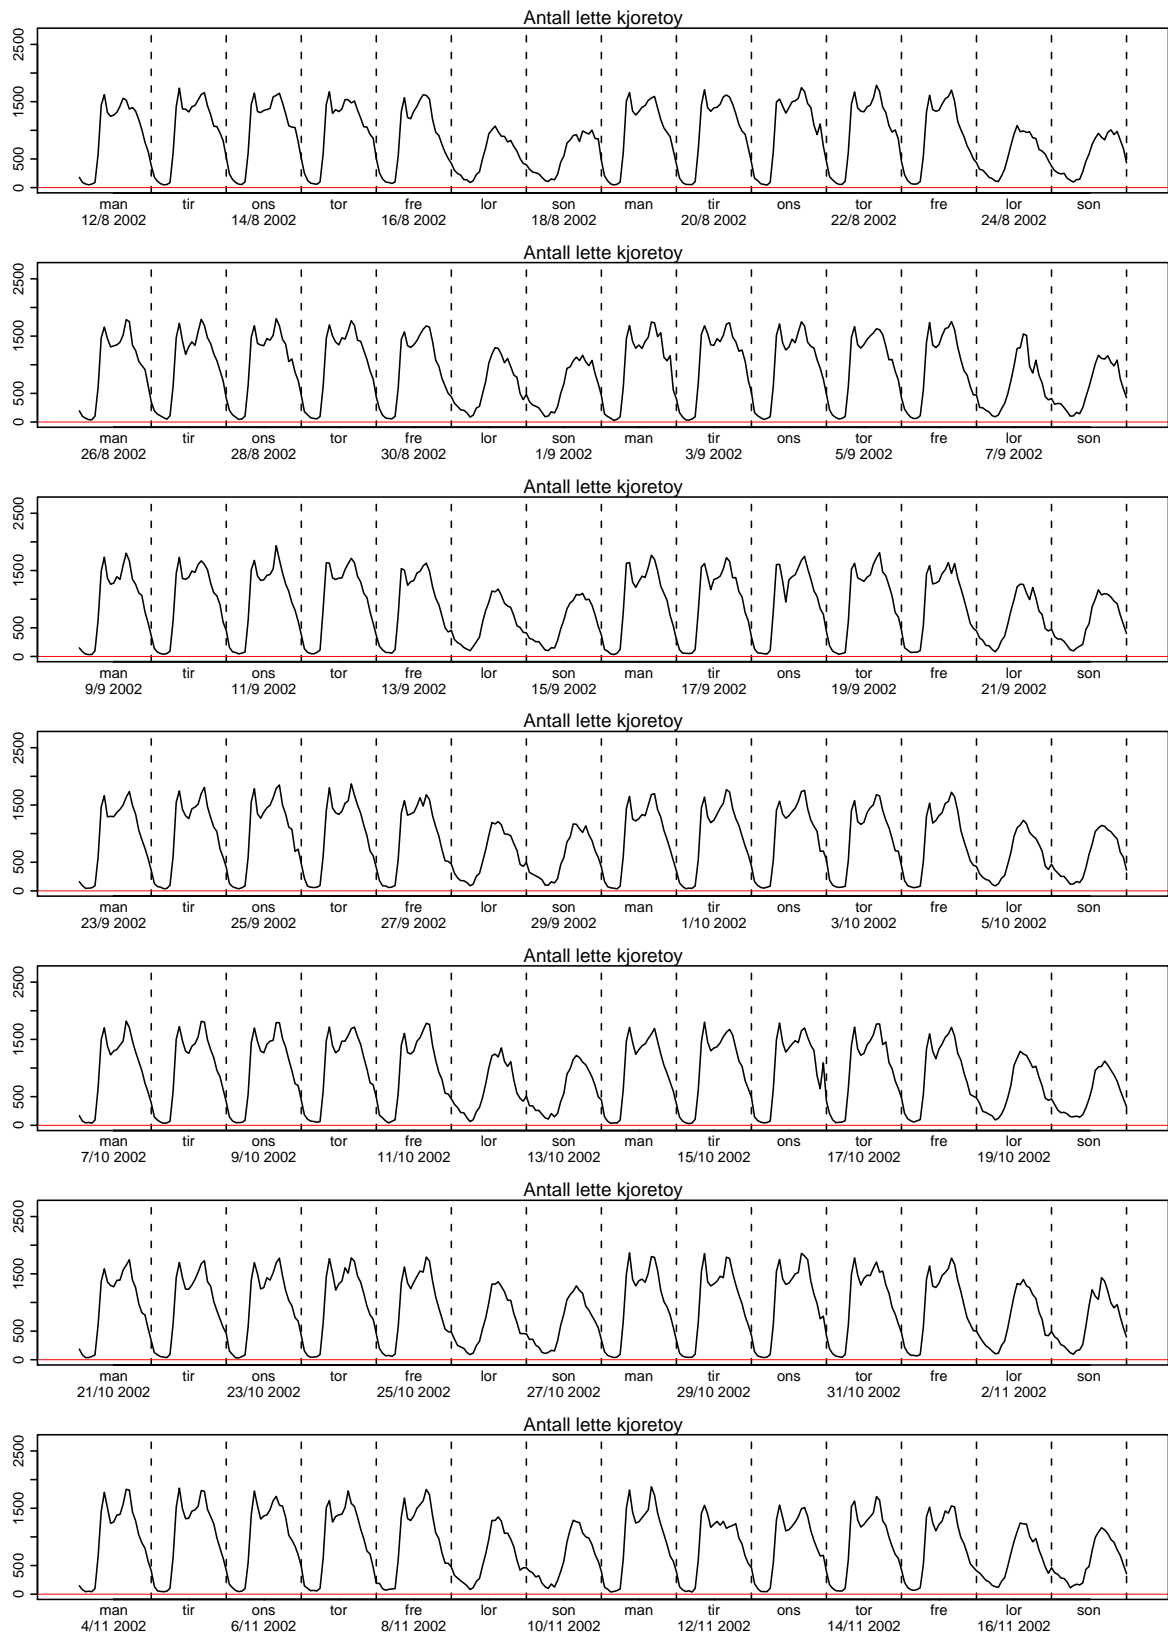 Antall lette kjoretoy
2500
1500
500
0
man tir ons tor fre lor son man tir ons tor fre lor son
12/8 2002 14/8 2002 16/8 2002 18/8 2002 20/8 2002 22/8 2002 24/8 2002
Antall lette kjoretoy
2500
1500
500
0
man tir ons tor fre lor son man tir ons tor fre lor son
26/8 2002 28/8 2002 30/8 2002 1/9 2002 3/9 2002 5/9 2002 7/9 2002
Antall lette kjoretoy
2500
1500
500
0
man tir ons tor fre lor son man tir ons tor fre lor son
9/9 2002 11/9 2002 13/9 2002 15/9 2002 17/9 2002 19/9 2002 21/9 2002
Antall lette kjoretoy
2500
1500
500
0
man tir ons tor fre lor son man tir ons tor fre lor son
23/9 2002 25/9 2002 27/9 2002 29/9 2002 1/10 2002 3/10 2002 5/10 2002
Antall lette kjoretoy
2500
1500
500
0
man tir ons tor fre lor son man tir ons tor fre lor son
7/10 2002 9/10 2002 11/10 2002 13/10 2002 15/10 2002 17/10 2002 19/10 2002
Antall lette kjoretoy
2500
1500
500
0
man tir ons tor fre lor son man tir ons tor fre lor son
21/10 2002 23/10 2002 25/10 2002 27/10 2002 29/10 2002 31/10 2002 2/11 2002
Antall lette kjoretoy
2500
1500
500
0
man tir ons tor fre lor son man tir ons tor fre lor son
4/11 2002 6/11 2002 8/11 2002 10/11 2002 12/11 2002 14/11 2002 16/11 2002